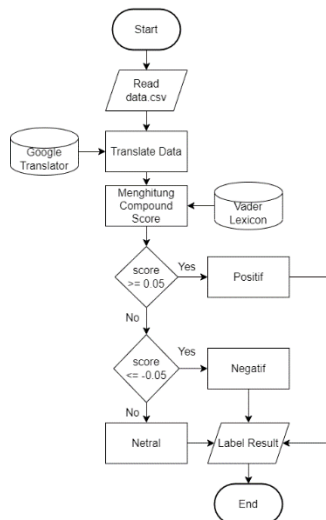 Start
Read
data.csv
Google
Translator
Translate Data
Menghitung
Compound
Score
Vader
Lexicon
score
>= 0.05
Yes
Positif
No
score
<= -0.05
Yes
Negatif
No
Netral
Label Result
End